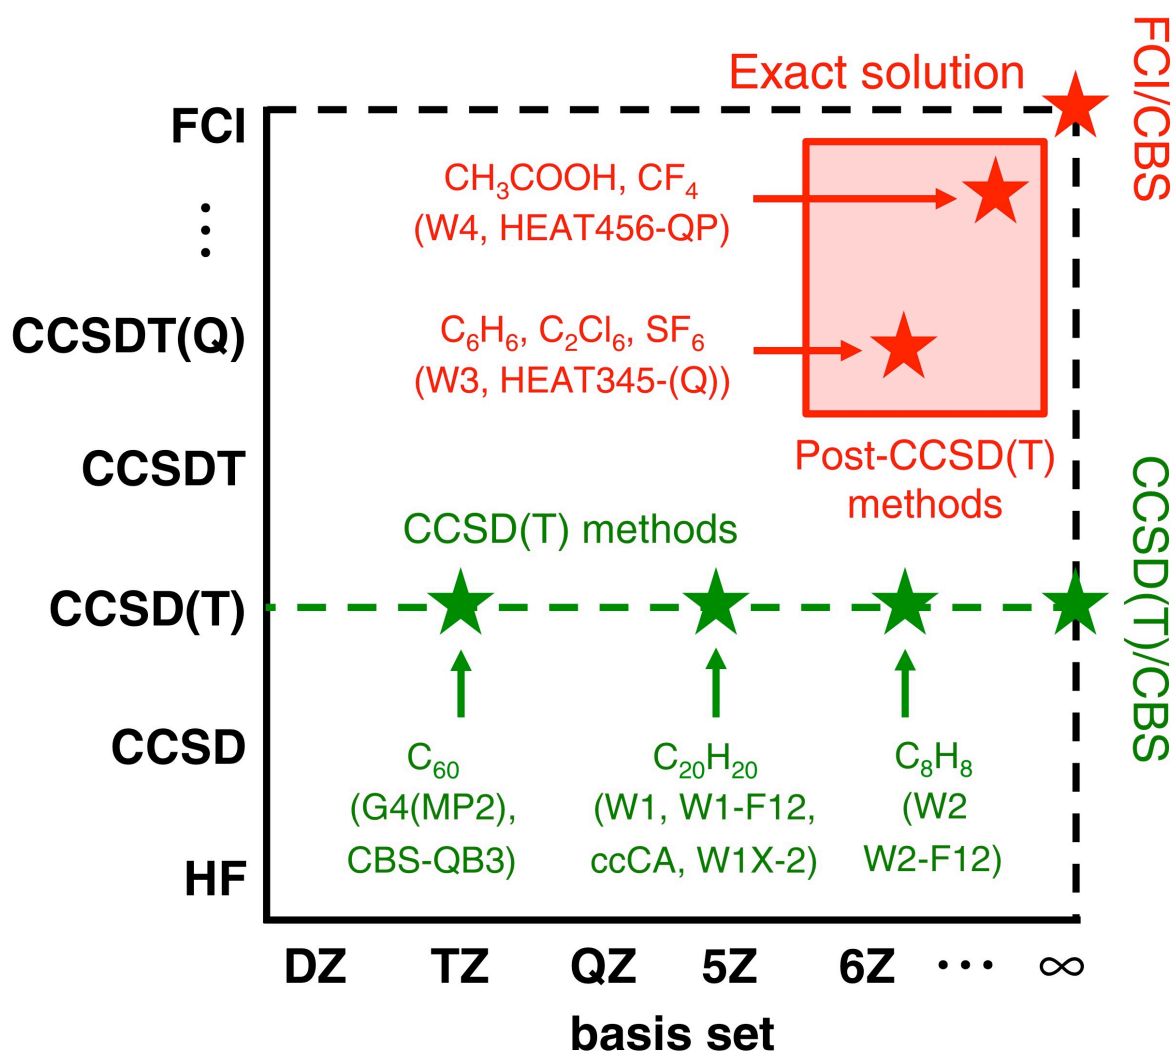 Exact solution
FCI/CBS
FCI
CH₃COOH, CF₄
(W4, HEAT456-QP)
⋮
CCSDT(Q)
C₆H₆, C₂Cl₆, SF₆
(W3, HEAT345-(Q))
CCSDT
Post-CCSD(T)
methods
CCSD(T) methods
CCSD(T)
CCSD(T)/CBS
CCSD
C₆₀
(G4(MP2),
CBS-QB3)
C₂₀H₂₀
(W1, W1-F12,
ccCA, W1X-2)
C₈H₈
(W2
W2-F12)
HF
DZ TZ QZ 5Z 6Z ··· ∞
basis set